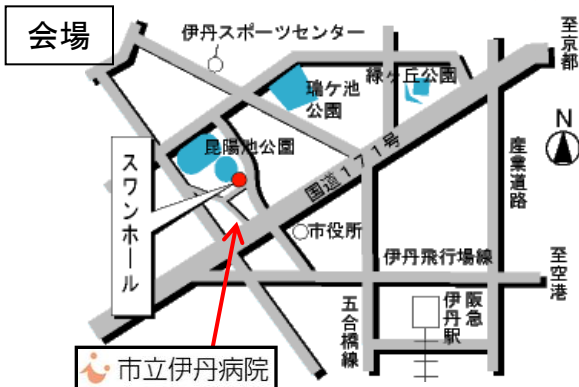 会場
伊丹スポーツセンター
至京都
緑ヶ丘公園
瑞ケ池
公園
N
昆陽池公園
国道171号
産業道路
スワンホール
市役所
伊丹飛行場線
至空港
五合橋線
阪急
伊丹駅
市立伊丹病院